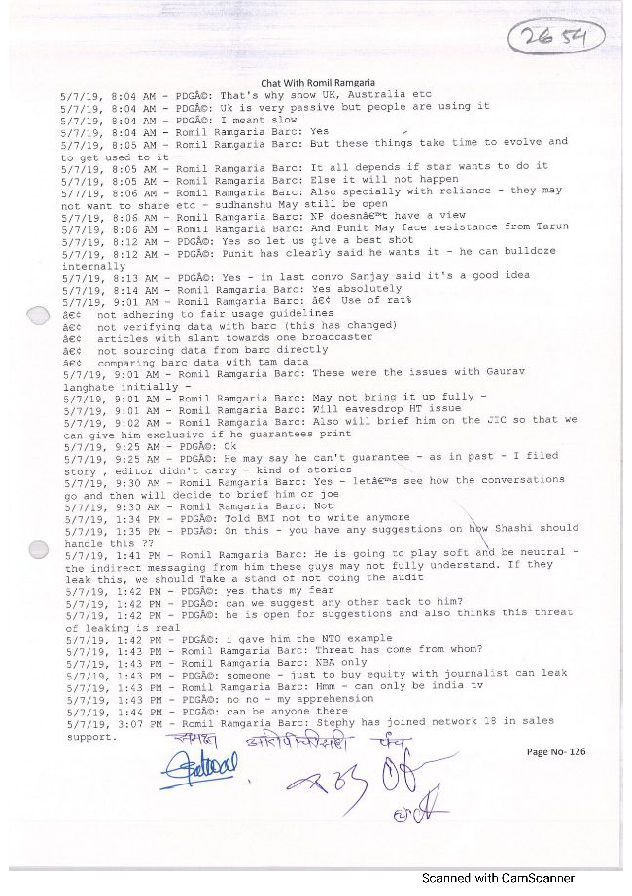 2654
Chat With Romil Ramgaria
5/7/19, 8:04 AM - PDGÂ©: That's why show UK, Australia etc
5/7/19, 8:04 AM - PDGÂ©: Uk is very passive but people are using it
5/7/19, 8:04 AM - PDGÂ©: I meant slow
5/7/19, 8:04 AM - Romil Ramgaria Barc: Yes
5/7/19, 8:05 AM - Romil Ramgaria Barc: But these things take time to evolve and
to get used to it
5/7/19, 8:05 AM - Romil Ramgaria Barc: It all depends if star wants to do it
5/7/19, 8:05 AM - Romil Ramgaria Barc: Else it will not happen
5/7/19, 8:06 AM - Romil Ramgaria Barc: Also specially with reliance - they may
not want to share etc - sudhanshu May still be open
5/7/19, 8:06 AM - Romil Ramgaria Barc: NP doesnâ€™t have a view
5/7/19, 8:06 AM - Romil Ramgaria Barc: And Punit May face resistance from Tarun
5/7/19, 8:12 AM - PDGÂ©: Yes so let us give a best shot
5/7/19, 8:12 AM - PDGÂ©: Punit has clearly said he wants it - he can bulldoze
internally
5/7/19, 8:13 AM - PDGÂ©: Yes - in last convo Sanjay said it's a good idea
5/7/19, 8:14 AM - Romil Ramgaria Barc: Yes absolutely
5/7/19, 9:01 AM - Romil Ramgaria Barc: â€¢ Use of rat%
â€¢ not adhering to fair usage guidelines
â€¢ not verifying data with barc (this has changed)
â€¢ articles with slant towards one broadcaster
â€¢ not sourcing data from barc directly
â€¢ comparing barc data with tam data
5/7/19, 9:01 AM - Romil Ramgaria Barc: These were the issues with Gaurav
langhate initially -
5/7/19, 9:01 AM - Romil Ramgaria Barc: May not bring it up fully -
5/7/19, 9:01 AM - Romil Ramgaria Barc: Will eavesdrop HT issue
5/7/19, 9:02 AM - Romil Ramgaria Barc: Also will brief him on the JIC so that we
can give him exclusive if he guarantees print
5/7/19, 9:25 AM - PDGÂ©: Ok
5/7/19, 9:25 AM - PDGÂ©: He may say he can't guarantee - as in past - I filed
story , editor didn't carry - kind of stories
5/7/19, 9:30 AM - Romil Ramgaria Barc: Yes - letâ€™s see how the conversations
go and then will decide to brief him or joe
5/7/19, 9:30 AM - Romil Ramgaria Barc: Not
5/7/19, 1:34 PM - PDGÂ©: Told BMI not to write anymore
5/7/19, 1:35 PM - PDGÂ©: On this - you have any suggestions on how Shashi should
handle this ??
5/7/19, 1:41 PM - Romil Ramgaria Barc: He is going to play soft and be neutral -
the indirect messaging from him these guys may not fully understand. If they
leak this, we should Take a stand of not doing the audit
5/7/19, 1:42 PM - PDGÂ©: yes thats my fear
5/7/19, 1:42 PM - PDGÂ©: can we suggest any other tack to him?
5/7/19, 1:42 PM - PDGÂ©: he is open for suggestions and also thinks this threat
of leaking is real
5/7/19, 1:42 PM - PDGÂ©: i gave him the NTO example
5/7/19, 1:43 PM - Romil Ramgaria Barc: Threat has come from whom?
5/7/19, 1:43 PM - Romil Ramgaria Barc: NBA only
5/7/19, 1:43 PM - PDGÂ©: someone - just to buy equity with journalist can leak
5/7/19, 1:43 PM - Romil Ramgaria Barc: Hmm - can only be india tv
5/7/19, 1:43 PM - PDGÂ©: no no - my apprehension
5/7/19, 1:44 PM - PDGÂ©: can be anyone there
5/7/19, 3:07 PM - Romil Ramgaria Barc: Stephy has joined network 18 in sales
support.
समक्ष पंच
Page No- 126
Scanned with CamScanner